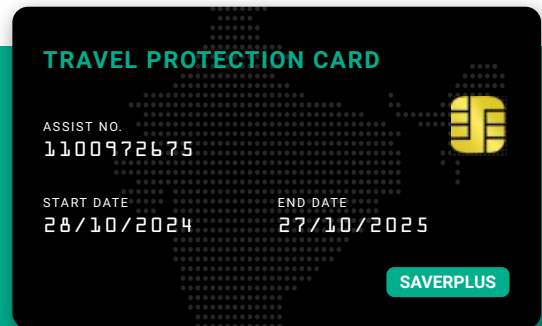 TRAVEL PROTECTION CARD
ASSIST NO.
1100972675
START DATE
28/10/2024
END DATE
27/10/2025
SAVERPLUS